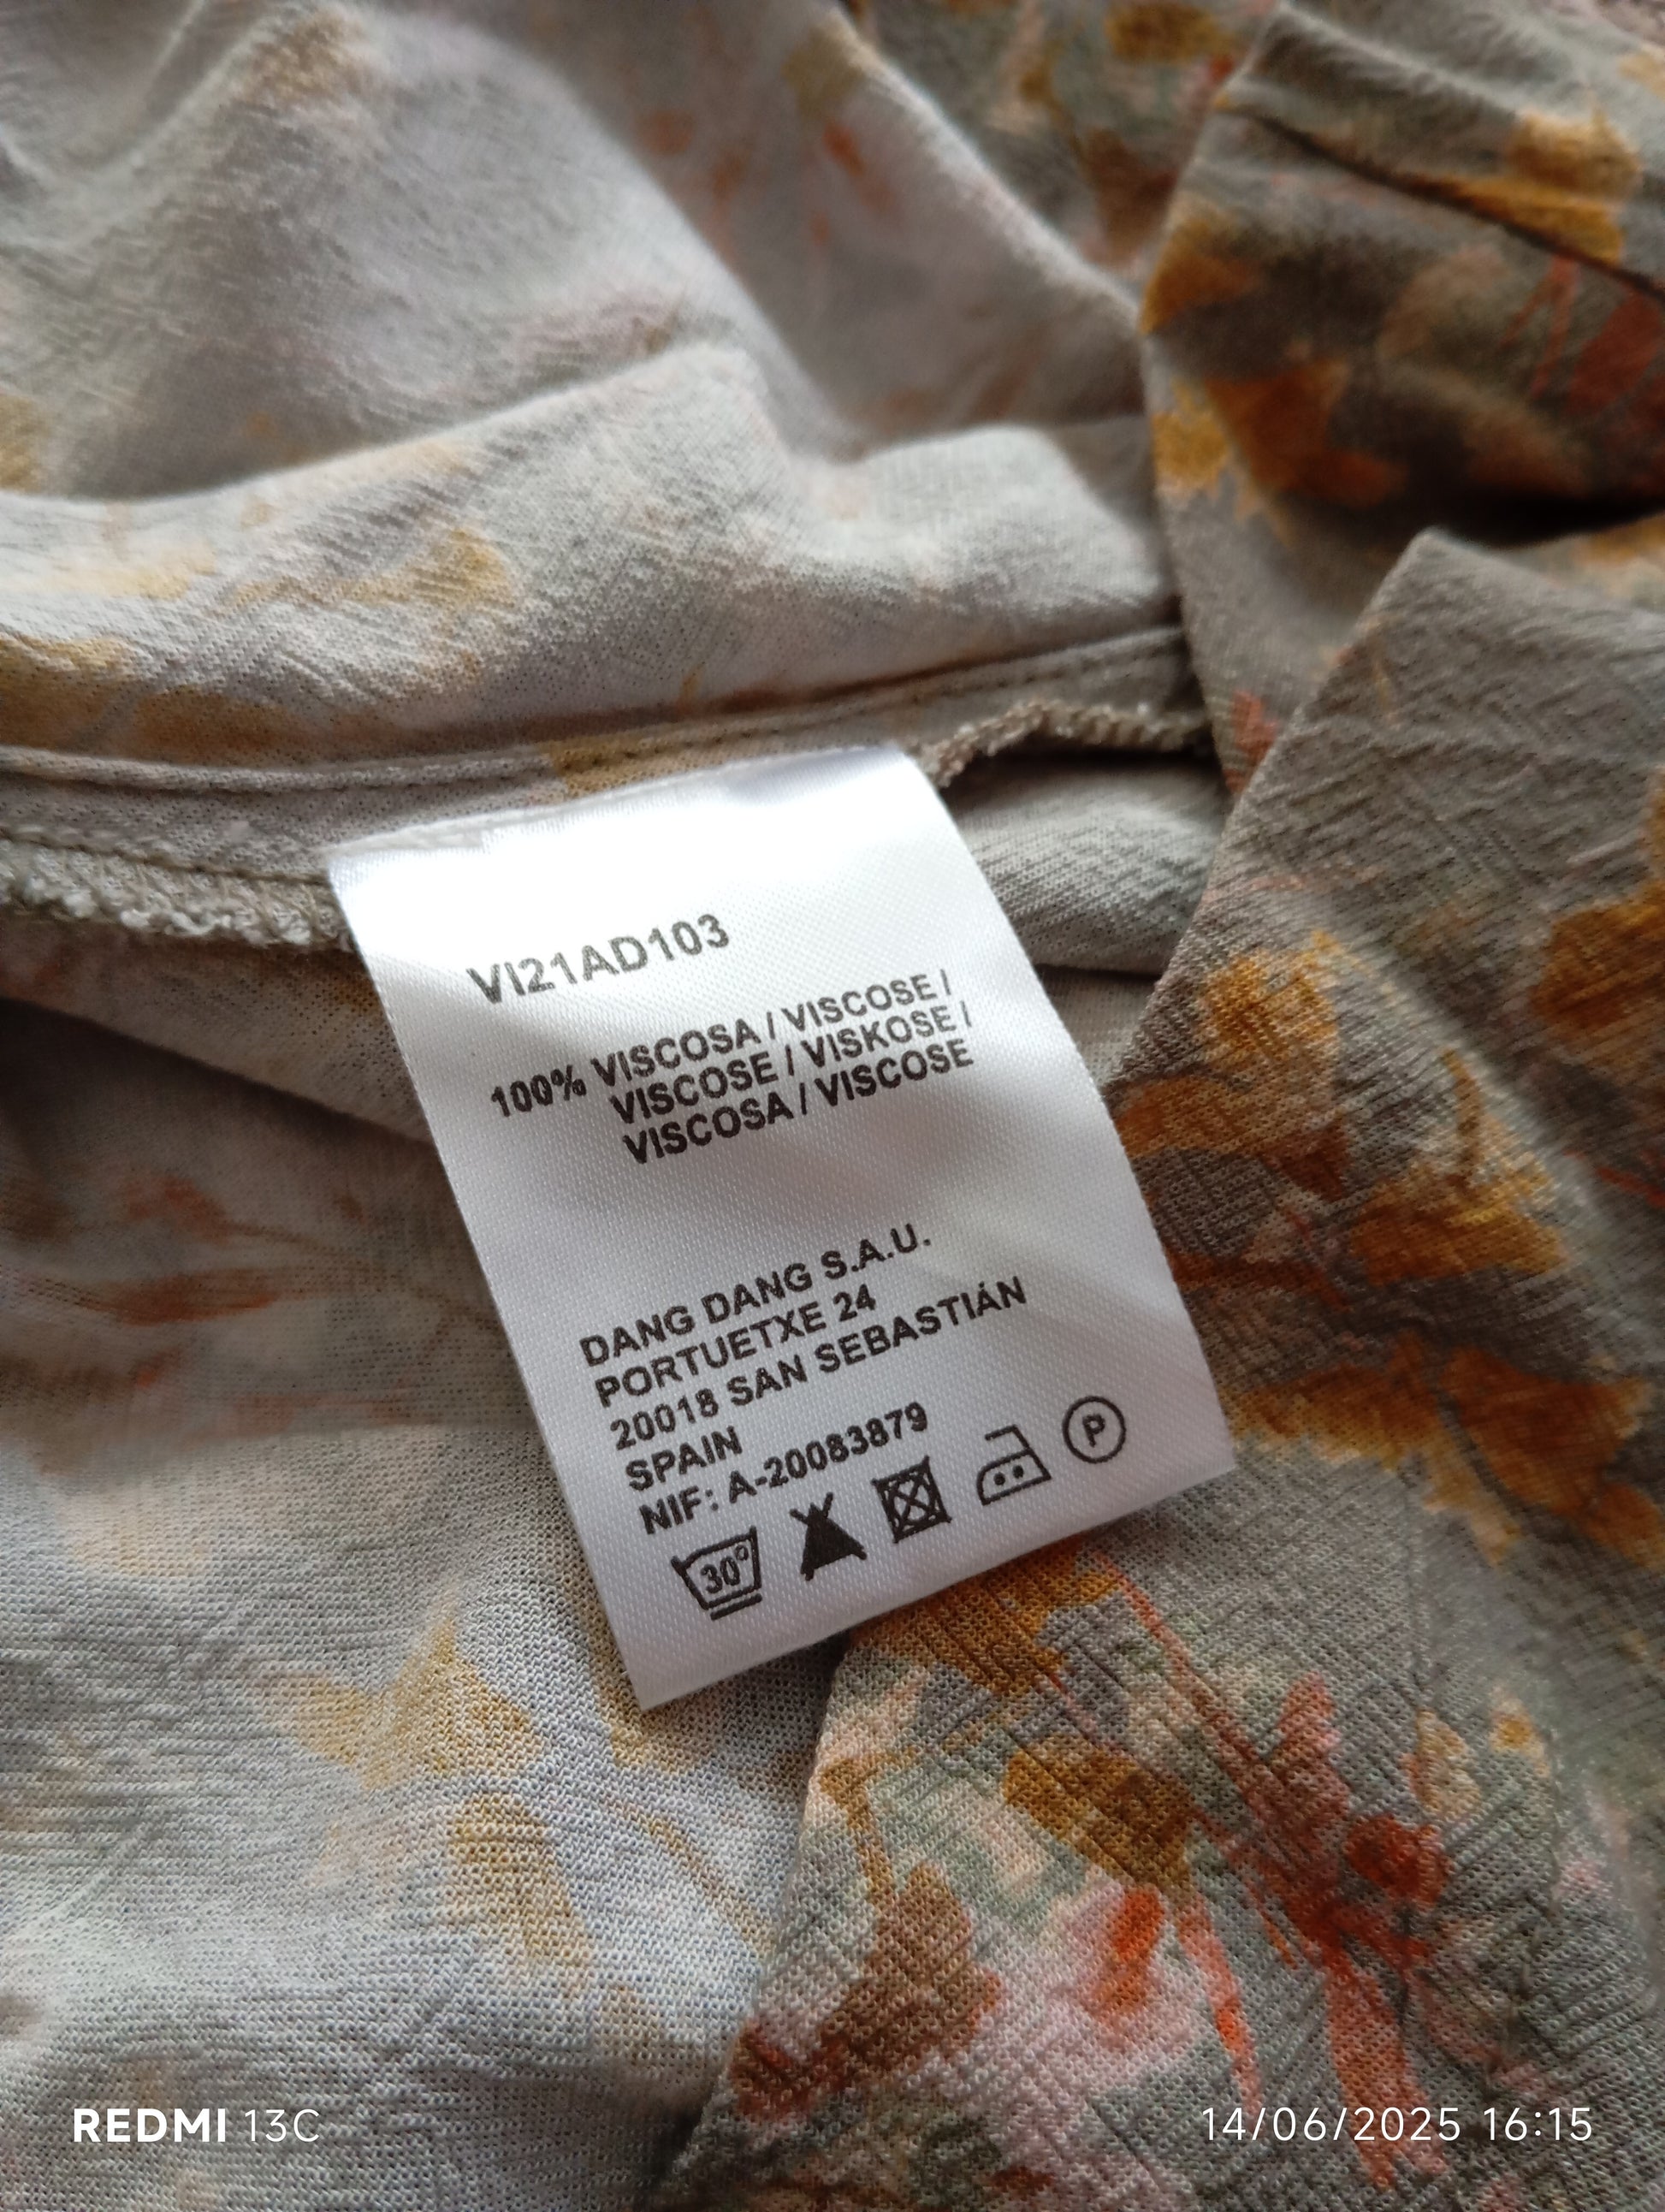 VI21AD103
100% VISCOSA / VISCOSE /
VISCOSE / VISKOSE /
VISCOSA / VISCOSE
DANG DANG S.A.U.
PORTUETXE 24
20018 SAN SEBASTIÁN
SPAIN
NIF: A-20083879
30° P
REDMI 13C
14/06/2025 16:15